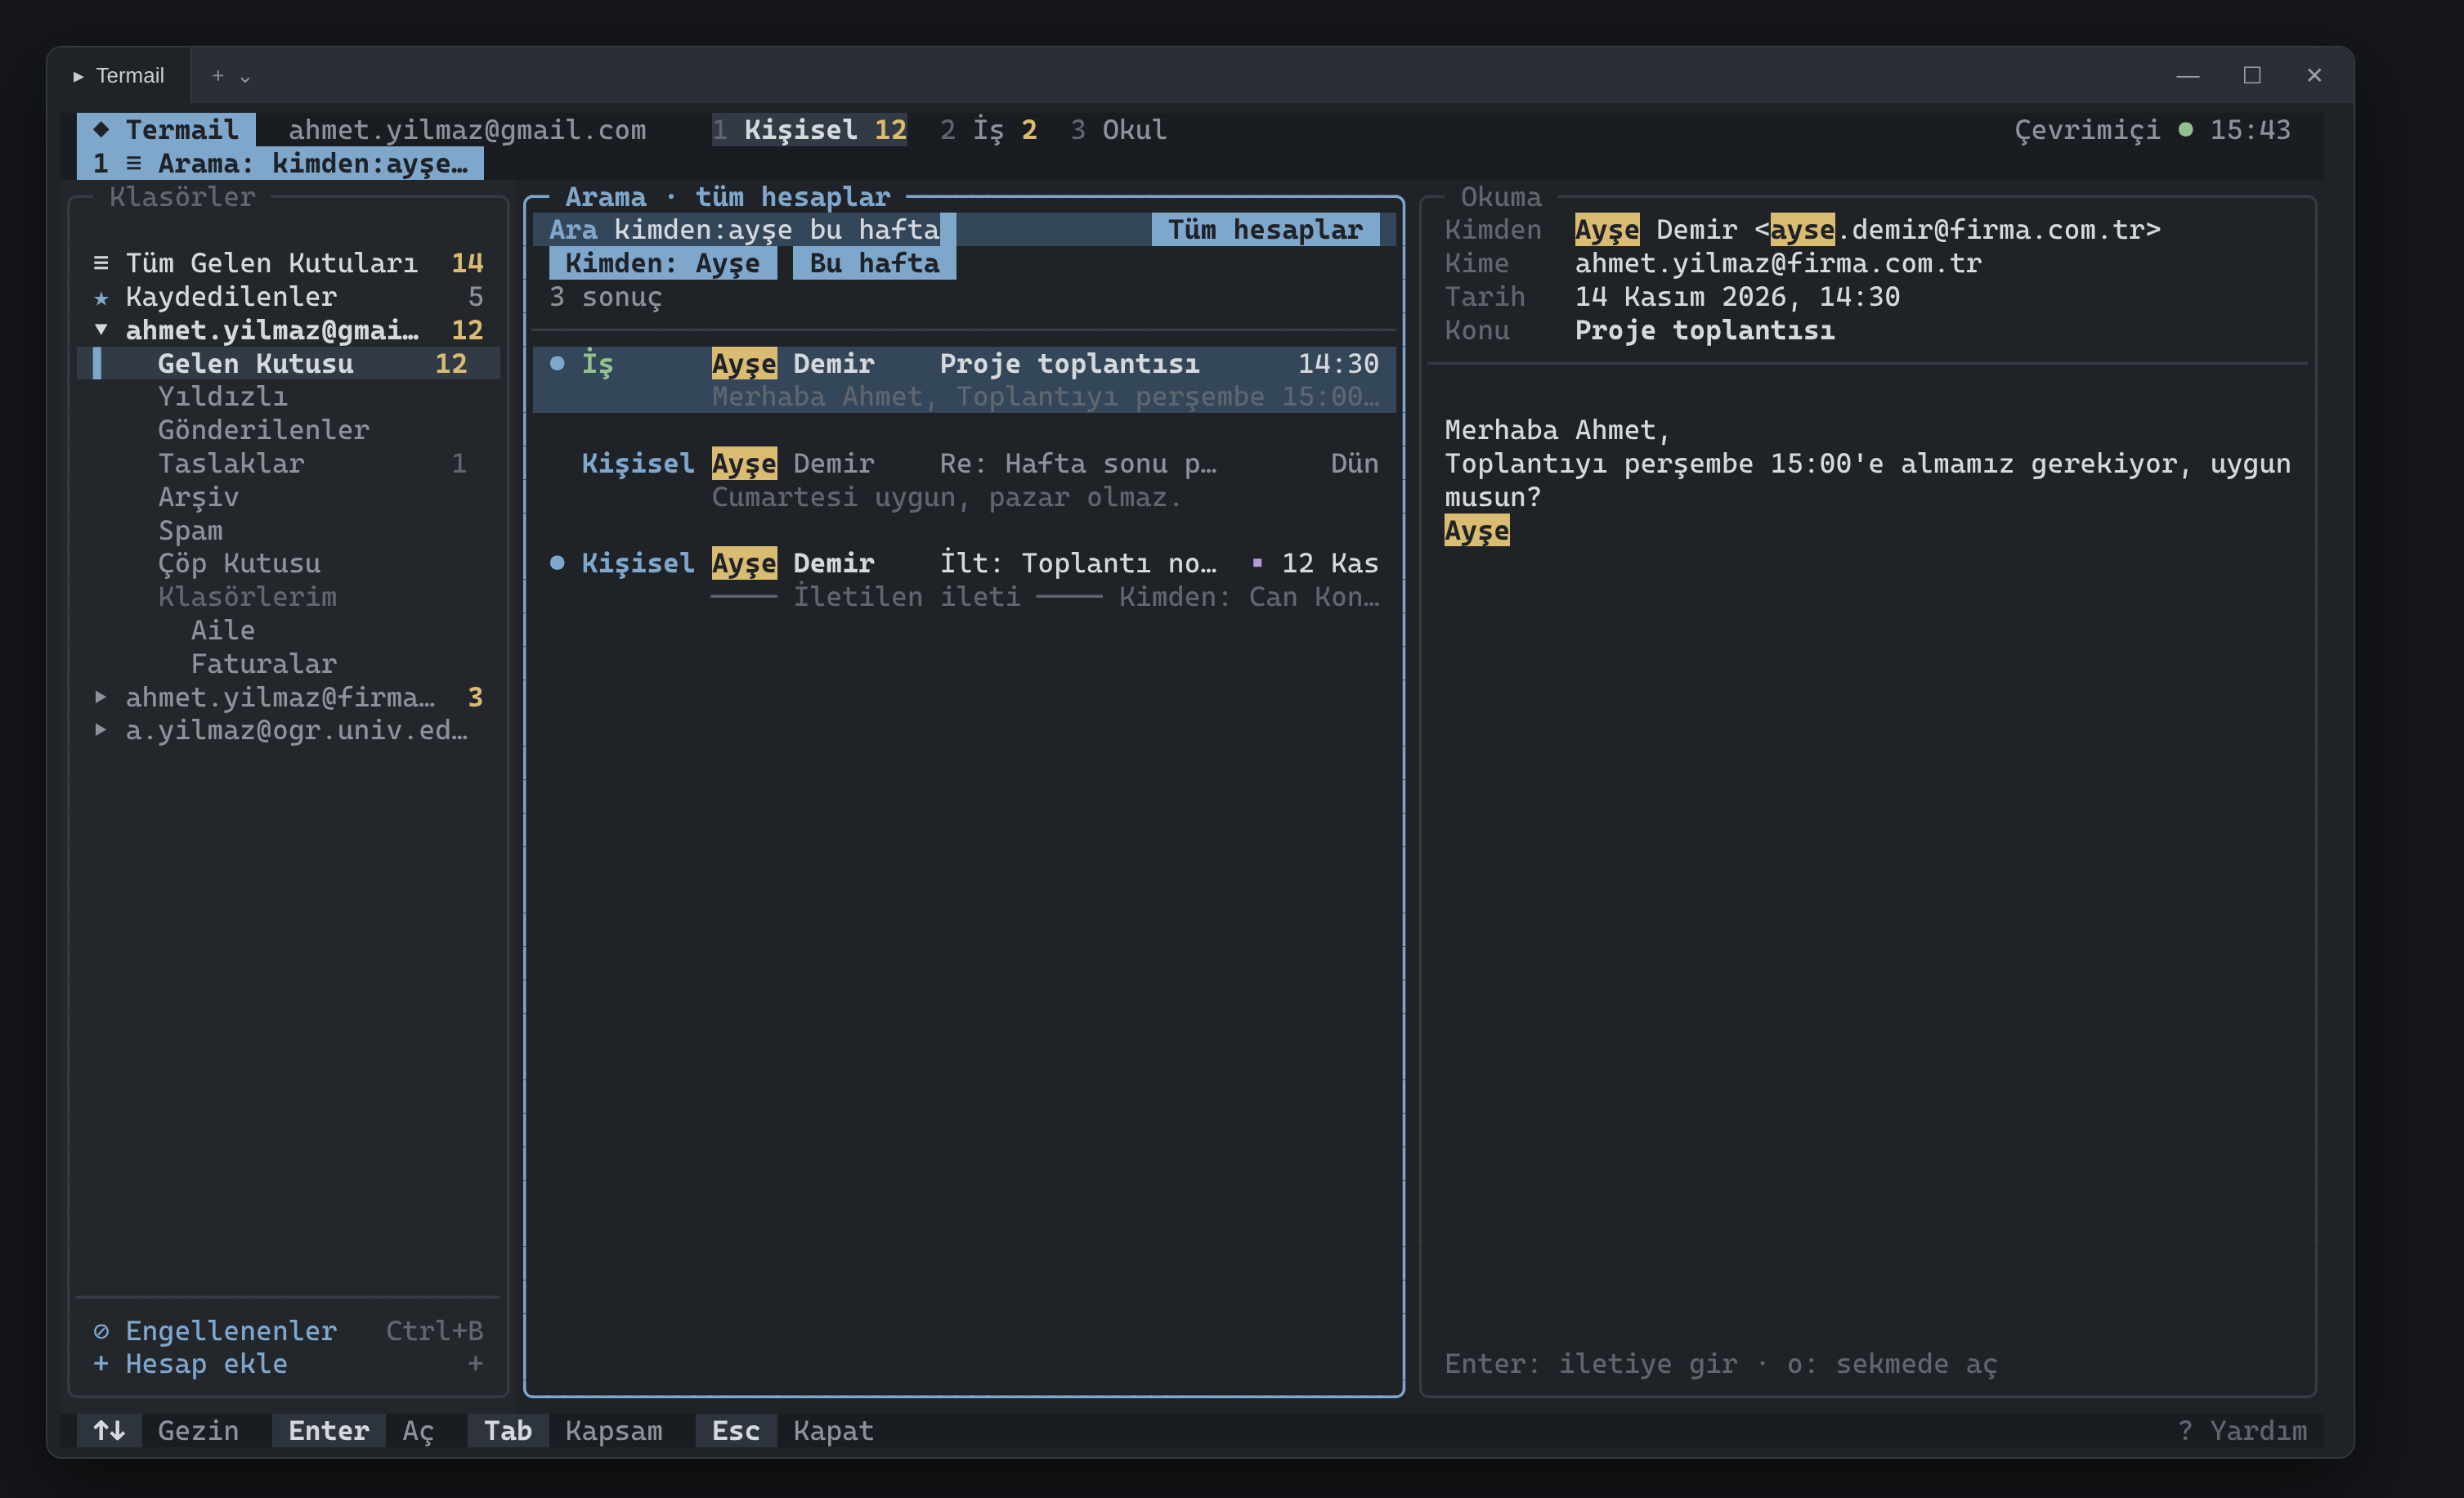 ▸ Termail + ⌄
◆ Termail ahmet.yilmaz@gmail.com 1 Kişisel 12 2 İş 2 3 Okul Çevrimiçi ● 15:43
1 ≡ Arama: kimden:ayşe…
Klasörler
≡ Tüm Gelen Kutuları 14
★ Kaydedilenler 5
▼ ahmet.yilmaz@gmai… 12
Gelen Kutusu 12
Yıldızlı
Gönderilenler
Taslaklar 1
Arşiv
Spam
Çöp Kutusu
Klasörlerim
Aile
Faturalar
▸ ahmet.yilmaz@firma… 3
▸ a.yilmaz@ogr.univ.ed…
⊘ Engellenenler Ctrl+B
+ Hesap ekle +
Arama · tüm hesaplar
Ara kimden:ayşe bu hafta Tüm hesaplar
Kimden: Ayşe Bu hafta
3 sonuç
● İş Ayşe Demir Proje toplantısı 14:30
Merhaba Ahmet, Toplantıyı perşembe 15:00…
Kişisel Ayşe Demir Re: Hafta sonu p… Dün
Cumartesi uygun, pazar olmaz.
● Kişisel Ayşe Demir İlt: Toplantı no… ▪ 12 Kas
──── İletilen ileti ──── Kimden: Can Kon…
Okuma
Kimden Ayşe Demir <ayse.demir@firma.com.tr>
Kime ahmet.yilmaz@firma.com.tr
Tarih 14 Kasım 2026, 14:30
Konu Proje toplantısı
Merhaba Ahmet,
Toplantıyı perşembe 15:00'e almamız gerekiyor, uygun
musun?
Ayşe
Enter: iletiye gir · o: sekmede aç
↑↓ Gezin Enter Aç Tab Kapsam Esc Kapat ? Yardım